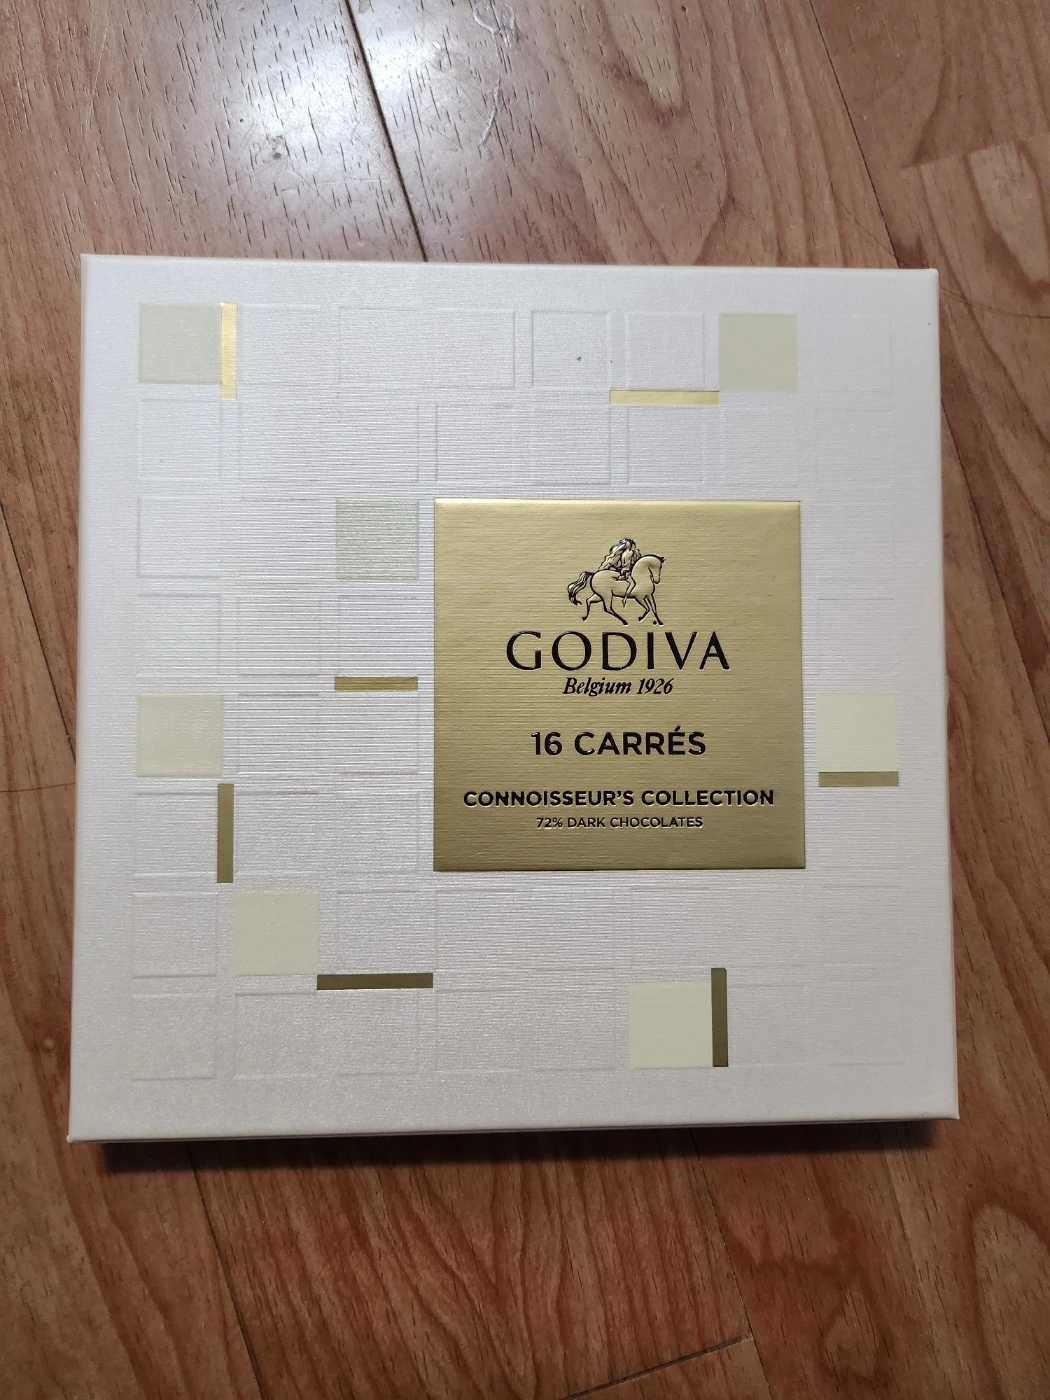 GODIVA
Belgium 1926
16 CARRÉS
CONNOISSEUR'S COLLECTION
72% DARK CHOCOLATES